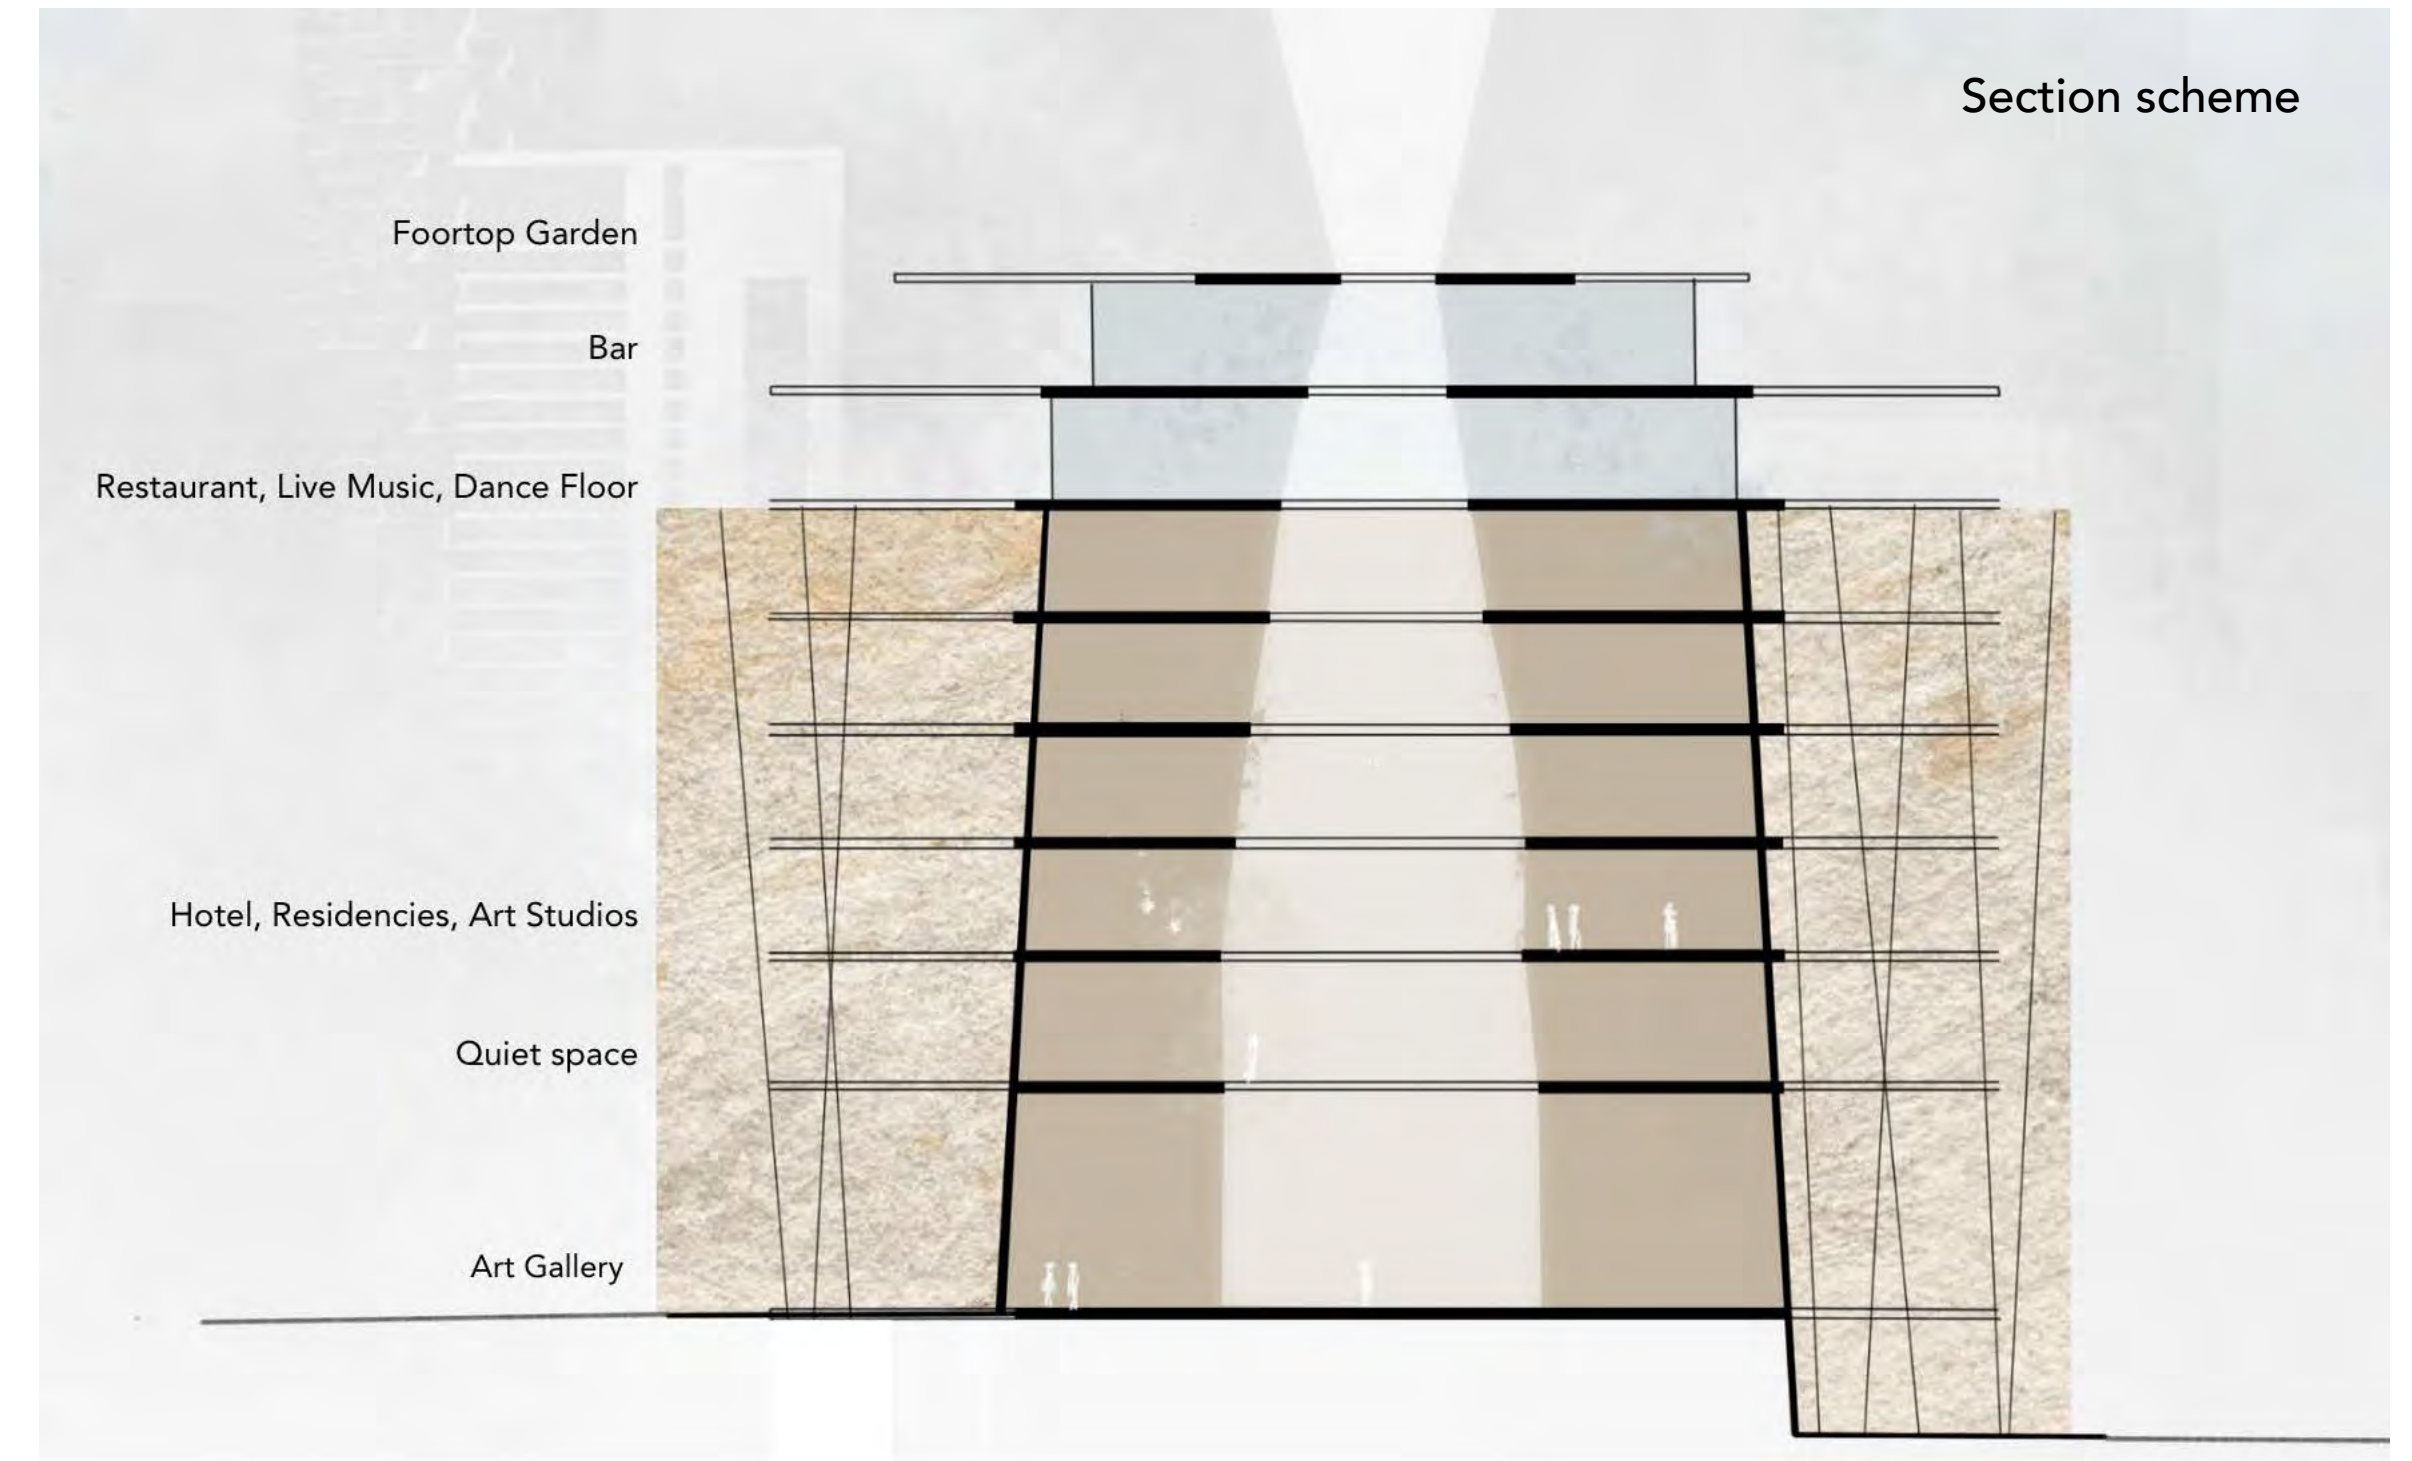 Section scheme
Foortop Garden
Bar
Restaurant, Live Music, Dance Floor
Hotel, Residencies, Art Studios
Quiet space
Art Gallery